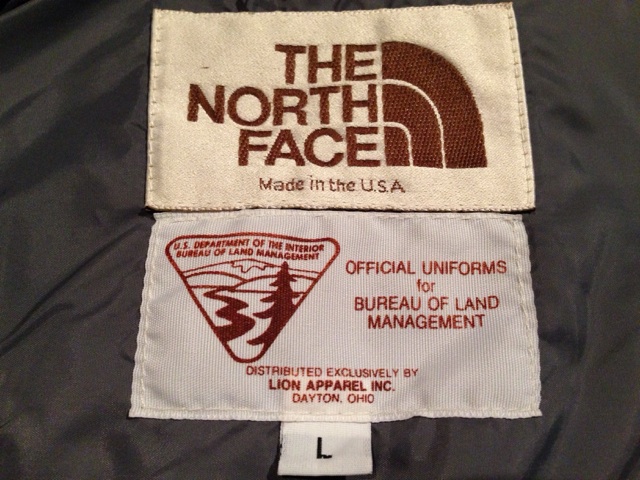 THE
NORTH
FACE
Made in the U.S.A
U.S. DEPARTMENT OF THE INTERIOR
BUREAU OF LAND MANAGEMENT
OFFICIAL UNIFORMS
for
BUREAU OF LAND
MANAGEMENT
DISTRIBUTED EXCLUSIVELY BY
LION APPAREL INC.
DAYTON, OHIO
L